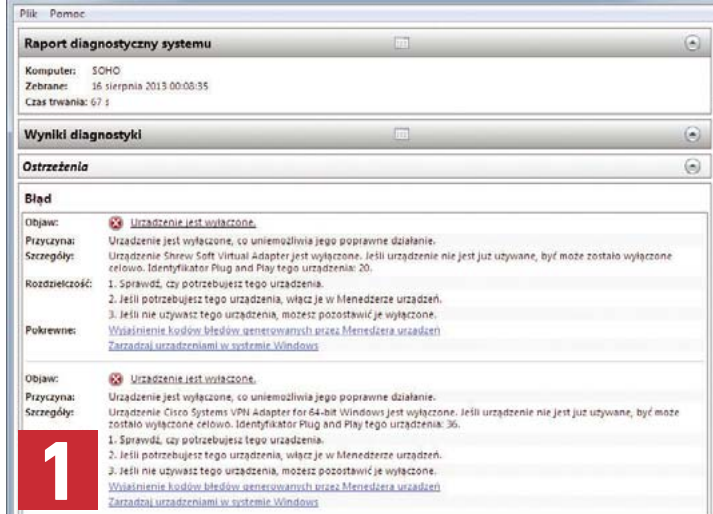 Plik Pomoc
Raport diagnostyczny systemu
Komputer: SOHO
Zebrane: 16 sierpnia 2013 00:08:35
Czas trwania: 67 s
Wyniki diagnostyki
Ostrzeżenia
Błąd
Objaw: Urządzenie jest wyłączone.
Przyczyna: Urządzenie jest wyłączone, co uniemożliwia jego poprawne działanie.
Szczegóły: Urządzenie Shrew Soft Virtual Adapter jest wyłączone. Jeśli urządzenie nie jest już używane, być może zostało wyłączone
celowo. Identyfikator Plug and Play tego urządzenia: 20.
Rozdzielczość: 1. Sprawdź, czy potrzebujesz tego urządzenia.
2. Jeśli potrzebujesz tego urządzenia, włącz je w Menedżerze urządzeń.
3. Jeśli nie używasz tego urządzenia, możesz pozostawić je wyłączone.
Pokrewne: Wyjaśnienie kodów błędów generowanych przez Menedżera urządzeń
Zarządzaj urządzeniami w systemie Windows
Objaw: Urządzenie jest wyłączone.
Przyczyna: Urządzenie jest wyłączone, co uniemożliwia jego poprawne działanie.
Szczegóły: Urządzenie Cisco Systems VPN Adapter for 64-bit Windows jest wyłączone. Jeśli urządzenie nie jest już używane, być może
zostało wyłączone celowo. Identyfikator Plug and Play tego urządzenia: 36.
1. Sprawdź, czy potrzebujesz tego urządzenia.
2. Jeśli potrzebujesz tego urządzenia, włącz je w Menedżerze urządzeń.
3. Jeśli nie używasz tego urządzenia, możesz pozostawić je wyłączone.
Wyjaśnienie kodów błędów generowanych przez Menedżera urządzeń
Zarządzaj urządzeniami w systemie Windows
1